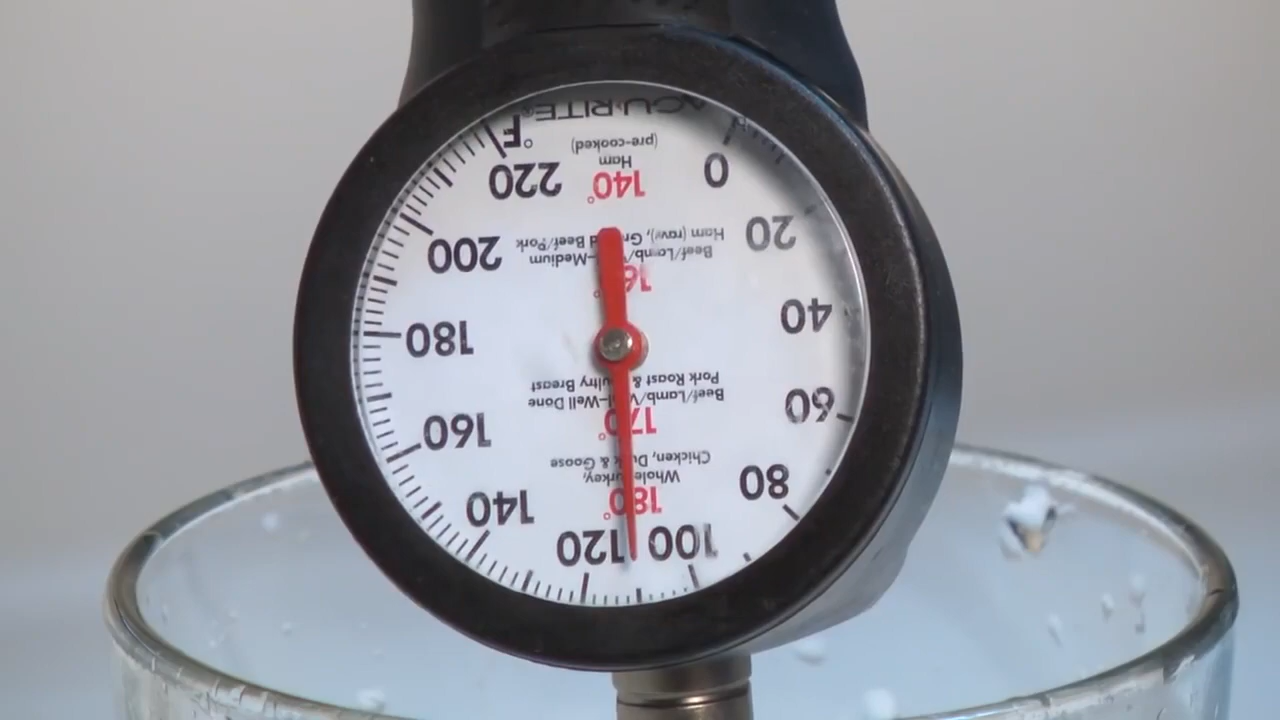 100 120
80 140
180°
Whole Turkey,
Chicken, Duck & Goose
60 160
170°
Beef/Lamb/Veal–Well Done
Pork Roast & Poultry Breast
40 180
160°
Beef/Lamb/Veal–Medium
Ham (raw), Ground Beef/Pork
20 200
0 220
140°
Ham
(pre-cooked)
°F
ACU·RITE®